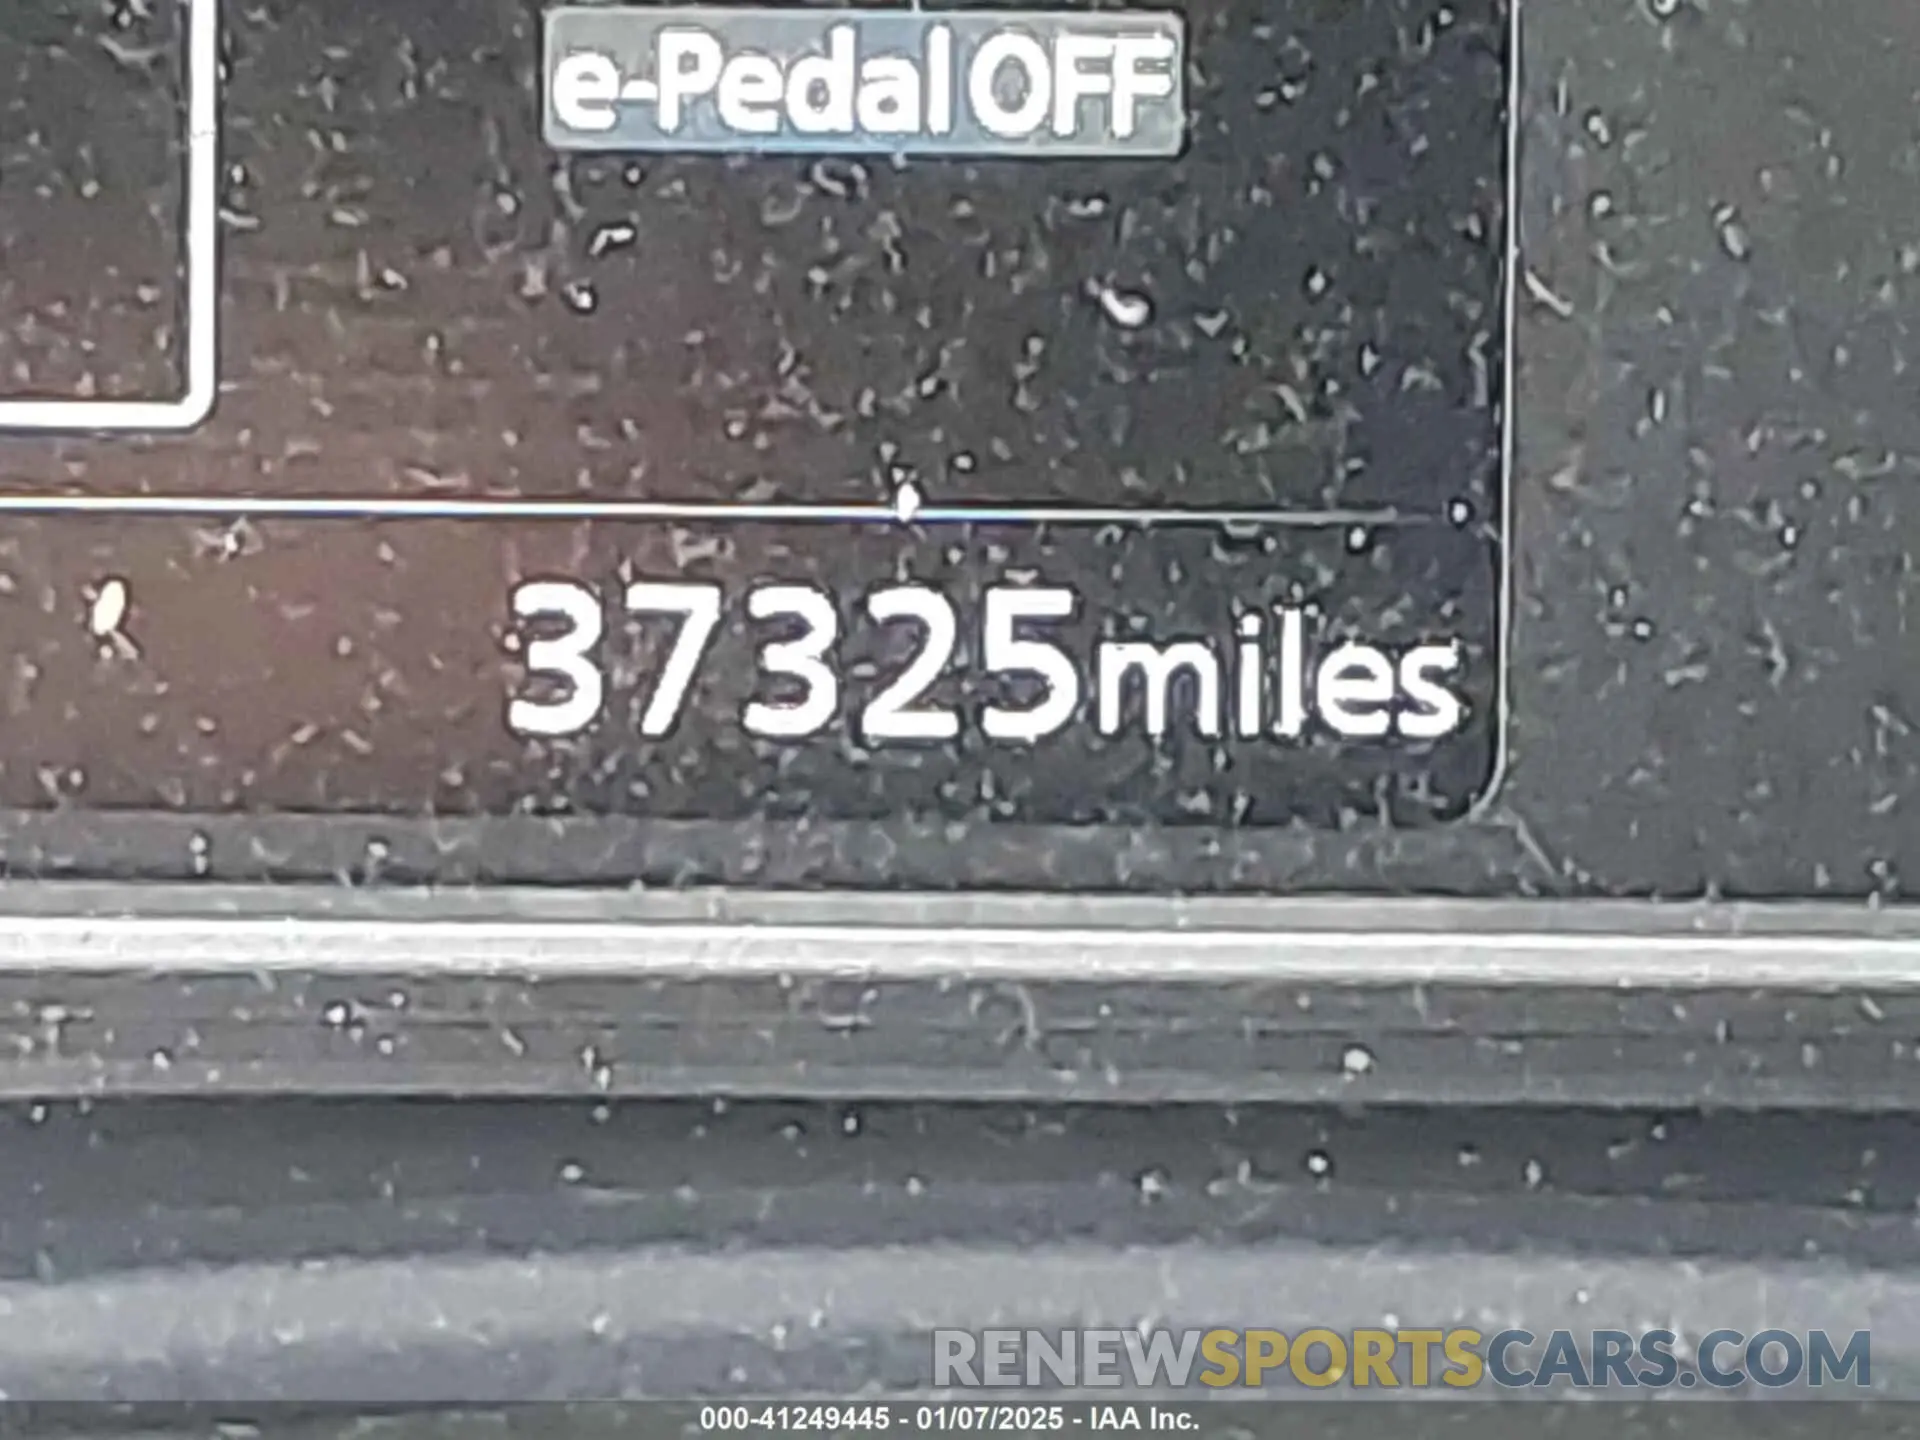 e-Pedal OFF
37325miles
RENEWSPORTSCARS.COM
000-41249445 - 01/07/2025 - IAA Inc.